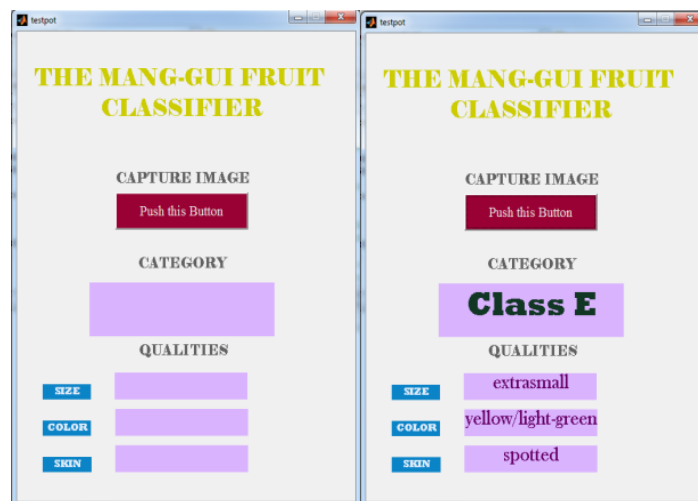 testpot
THE MANG-GUI FRUIT
CLASSIFIER
CAPTURE IMAGE
Push this Button
CATEGORY
QUALITIES
SIZE
COLOR
SKIN
testpot
THE MANG-GUI FRUIT
CLASSIFIER
CAPTURE IMAGE
Push this Button
CATEGORY
Class E
QUALITIES
SIZE extrasmall
COLOR yellow/light-green
SKIN spotted